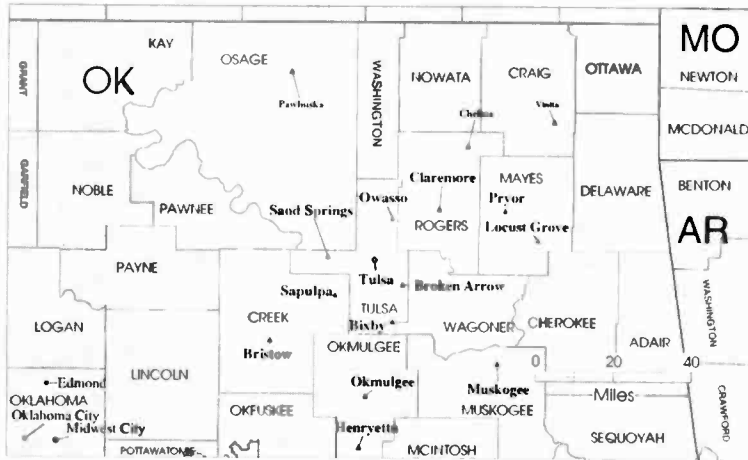 KAY
MO
GRANT
OK
OSAGE
WASHINGTON
NOWATA
CRAIG
OTTAWA
NEWTON
Pawhuska
Chelsea
Vinita
MCDONALD
GARFIELD
NOBLE
PAWNEE
Sand Springs
Owasso
Claremore
ROGERS
MAYES
Pryor
Locust Grove
DELAWARE
BENTON
AR
PAYNE
Tulsa
Sapulpa
Broken Arrow
TULSA
CREEK
Bixby
WAGONER
CHEROKEE
WASHINGTON
LOGAN
Bristow
OKMULGEE
ADAIR
LINCOLN
0 20 40
Edmond
Okmulgee
Muskogee
Miles
OKLAHOMA
Oklahoma City
OKFUSKEE
MUSKOGEE
CRAWFORD
Midwest City
Henryetta
MCINTOSH
SEQUOYAH